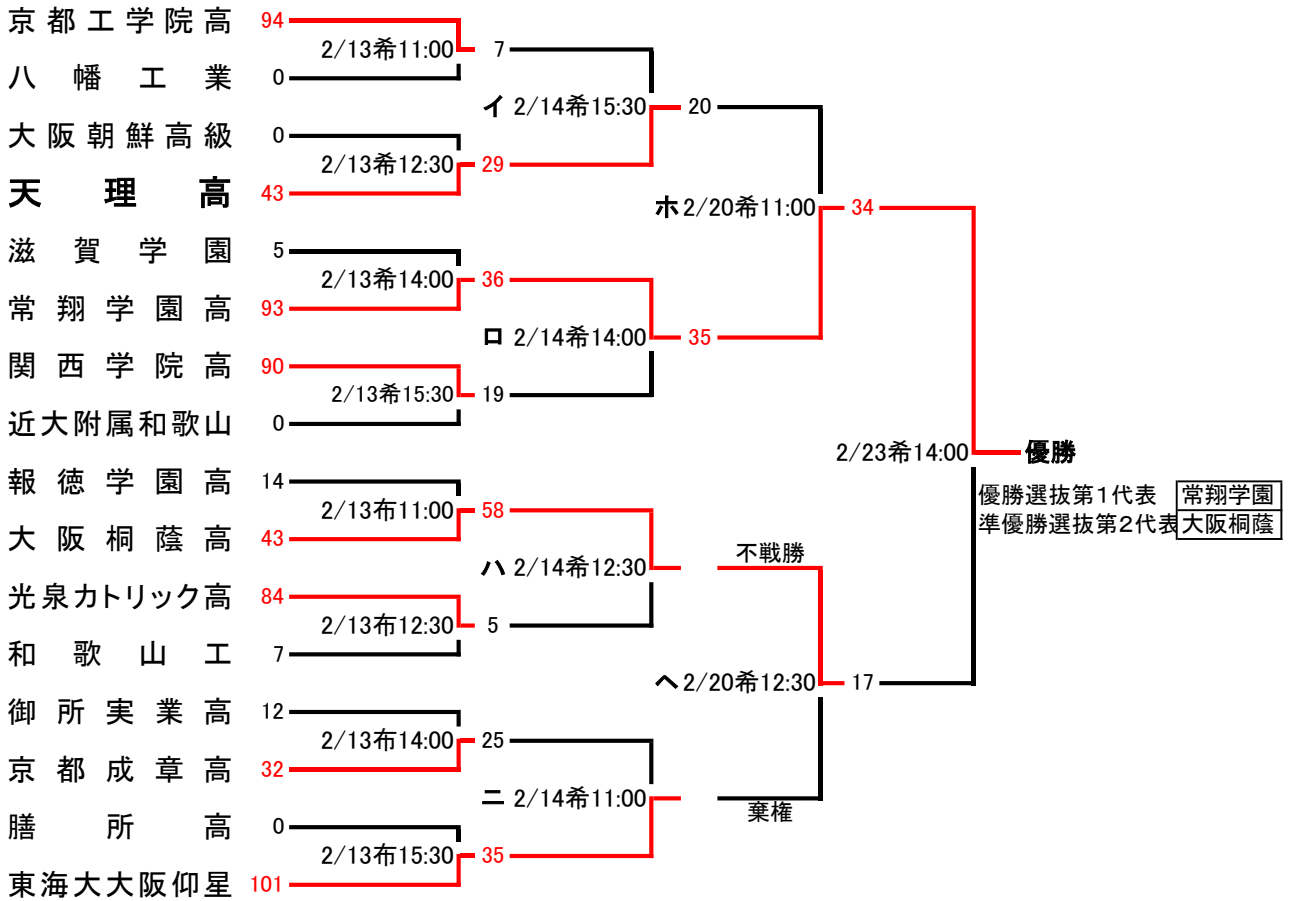 京都工学院高 94
2/13希11:00 7
八幡工業 0
イ 2/14希15:30 20
大阪朝鮮高級 0
2/13希12:30 29
天理高 43
ホ 2/20希11:00 34
滋賀学園 5
2/13希14:00 36
常翔学園高 93
ロ 2/14希14:00 35
関西学院高 90
2/13希15:30 19
近大附属和歌山 0
2/23希14:00 優勝
報徳学園高 14
優勝選抜第1代表 常翔学園
2/13布11:00 58
準優勝選抜第2代表 大阪桐蔭
大阪桐蔭高 43
不戦勝
ハ 2/14希12:30
光泉カトリック高 84
2/13布12:30 5
和歌山工 7
ヘ 2/20希12:30 17
御所実業高 12
2/13布14:00 25
京都成章高 32
ニ 2/14希11:00
棄権
膳所高 0
2/13布15:30 35
東海大大阪仰星 101